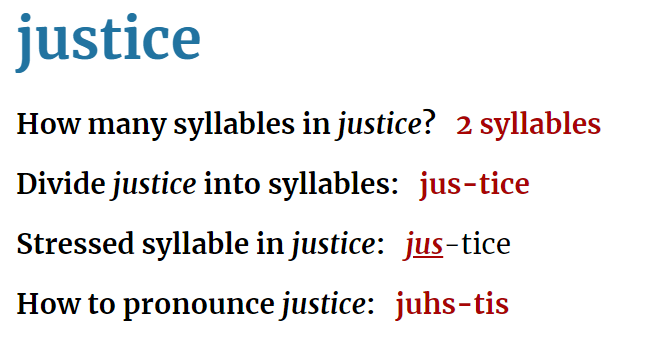 justice
How many syllables in justice? 2 syllables
Divide justice into syllables: jus-tice
Stressed syllable in justice: jus-tice
How to pronounce justice: juhs-tis